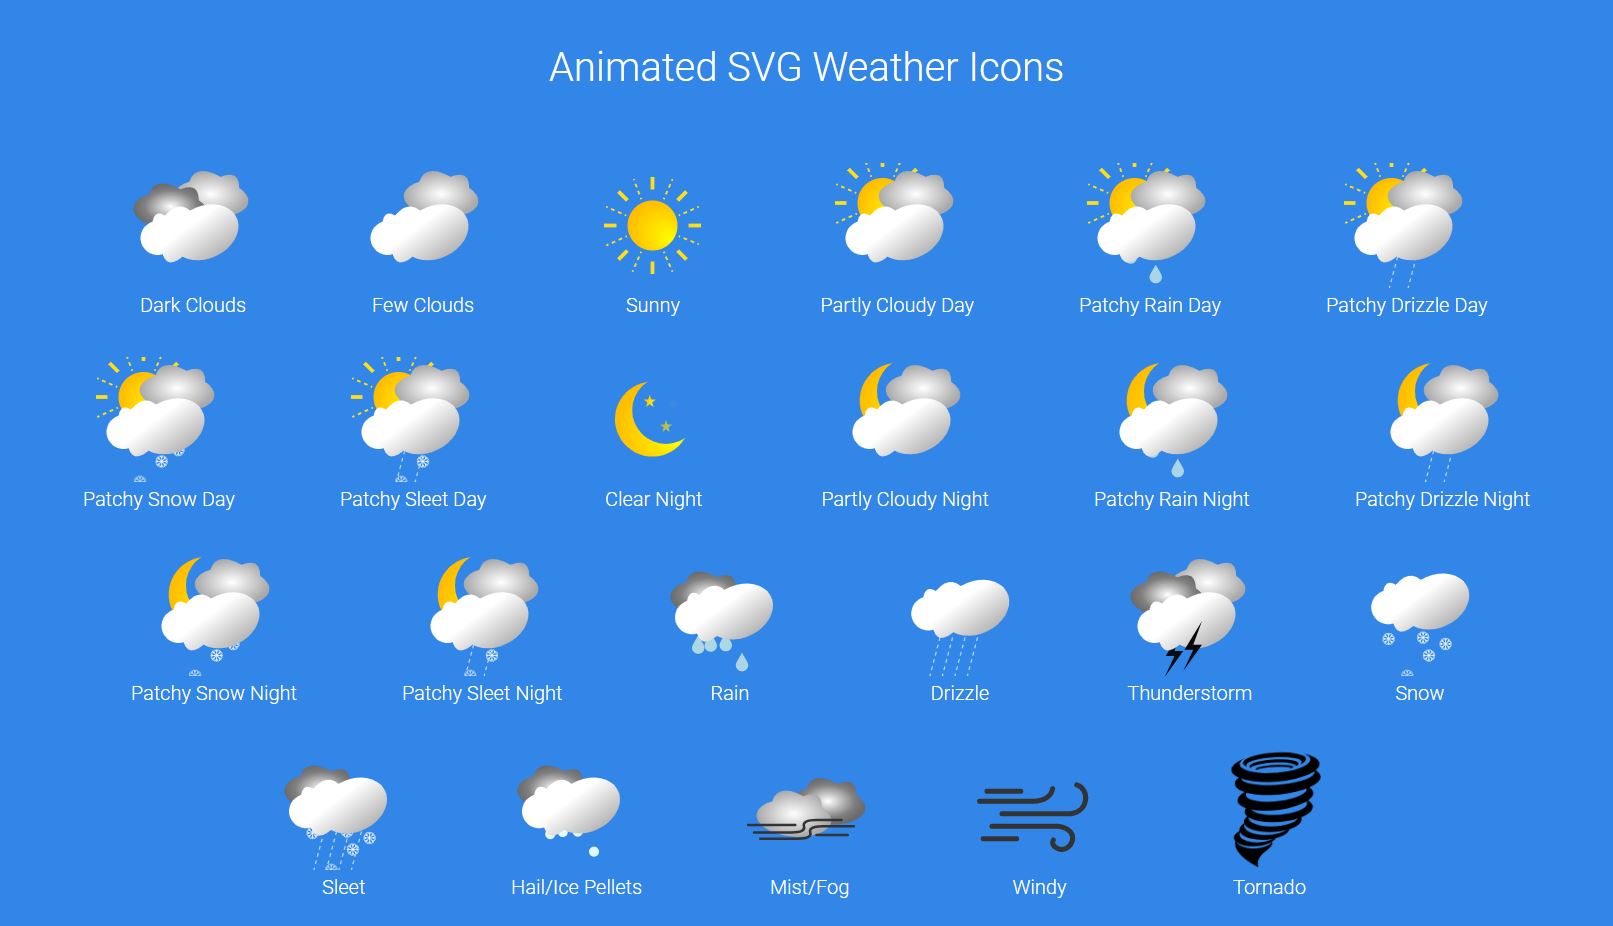 Animated SVG Weather Icons
Dark Clouds
Few Clouds
Sunny
Partly Cloudy Day
Patchy Rain Day
Patchy Drizzle Day
Patchy Snow Day
Patchy Sleet Day
Clear Night
Partly Cloudy Night
Patchy Rain Night
Patchy Drizzle Night
Patchy Snow Night
Patchy Sleet Night
Rain
Drizzle
Thunderstorm
Snow
Sleet
Hail/Ice Pellets
Mist/Fog
Windy
Tornado